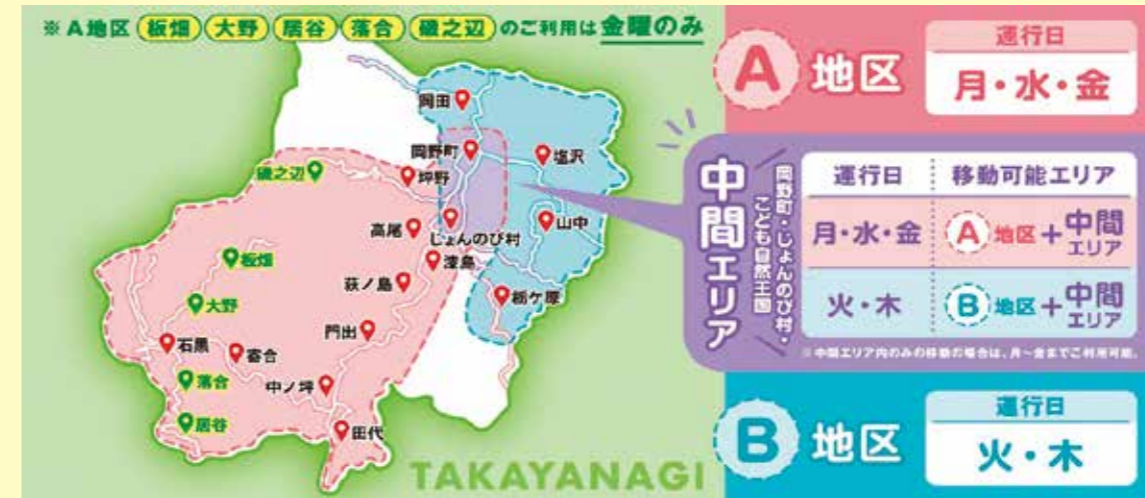 ※A地区 板畑 大野 居谷 落合 磯之辺 のご利用は金曜のみ
岡田
岡野町
塩沢
磯之辺
坪野
高尾
じょんのび村
山中
漆島
板畑
萩ノ島
栃ケ原
大野
門出
石黒
寄合
落合
中ノ坪
居谷
田代
TAKAYANAGI
A 地区
運行日
月・水・金
中間エリア
岡野町・じょんのび村・
こども自然王国
運行日 移動可能エリア
月・水・金 A 地区+中間エリア
火・木 B 地区+中間エリア
※中間エリア内のみの移動の場合は、月〜金までご利用可能。
B 地区
運行日
火・木